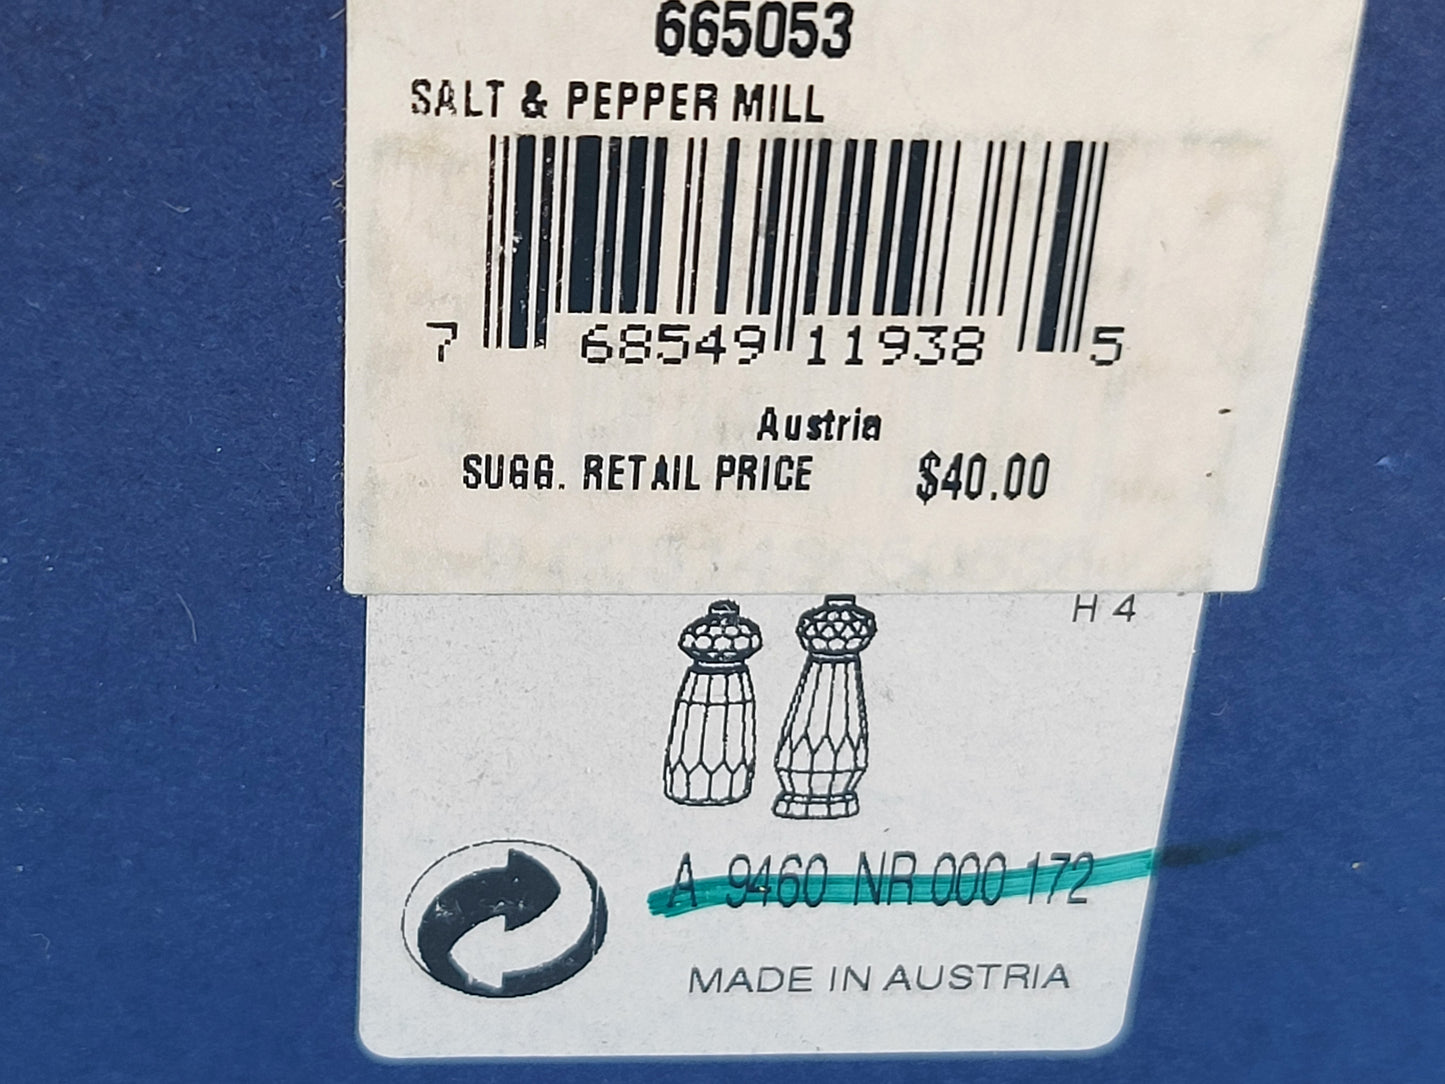 665053
SALT & PEPPER MILL
7 68549 11938 5
Austria
SUGG. RETAIL PRICE $40.00
H 4
A 9460 NR 000 172
MADE IN AUSTRIA